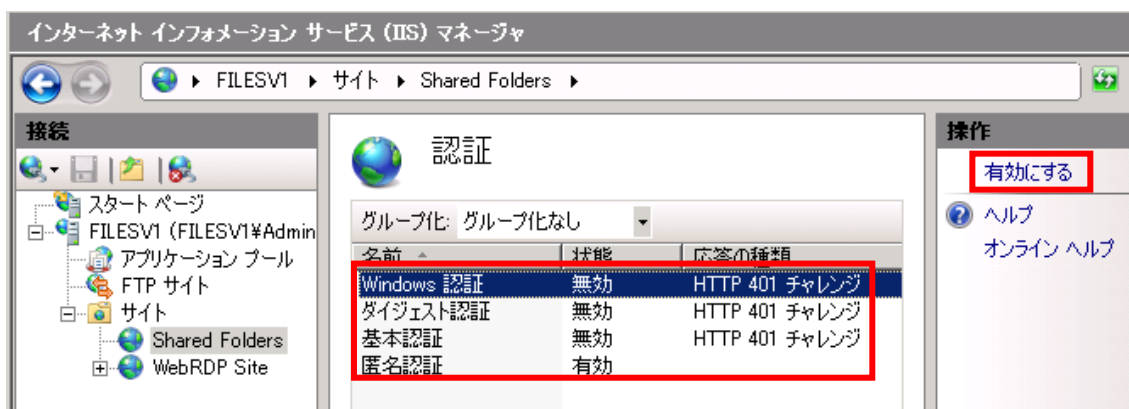 インターネット インフォメーション サービス (IIS) マネージャ
FILESV1 サイト Shared Folders
接続
スタート ページ
FILESV1 (FILESV1¥Admin
アプリケーション プール
FTP サイト
サイト
Shared Folders
WebRDP Site
認証
グループ化: グループ化なし
名前 状態 応答の種類
Windows 認証 無効 HTTP 401 チャレンジ
ダイジェスト認証 無効 HTTP 401 チャレンジ
基本認証 無効 HTTP 401 チャレンジ
匿名認証 有効
操作
有効にする
ヘルプ
オンライン ヘルプ